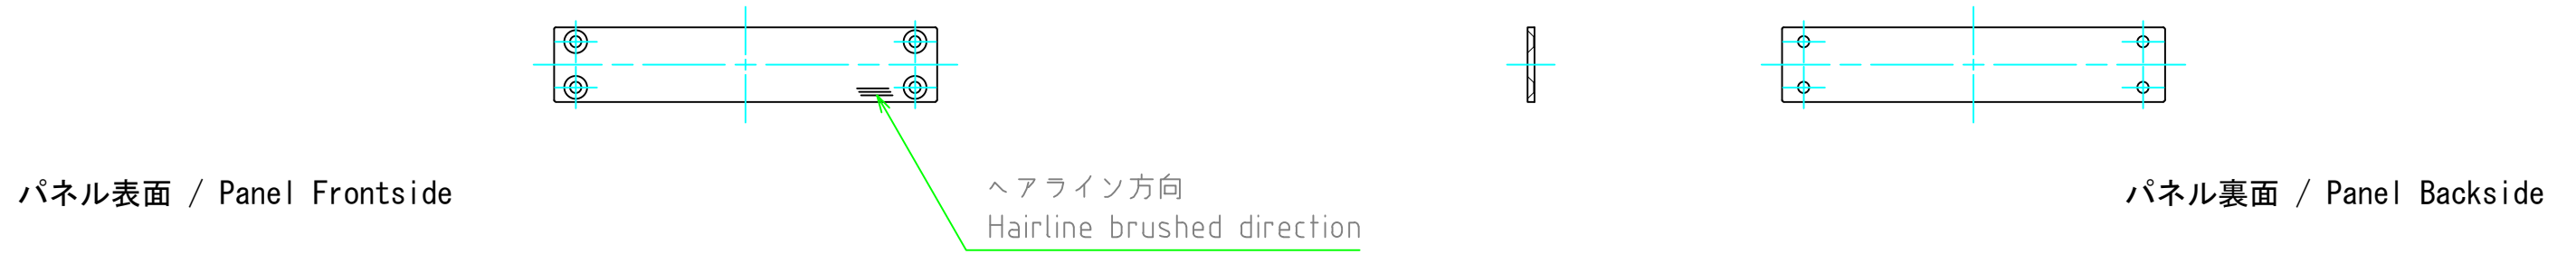 パネル表面 / Panel Frontside
ヘアライン方向
Hairline brushed direction
パネル裏面 / Panel Backside